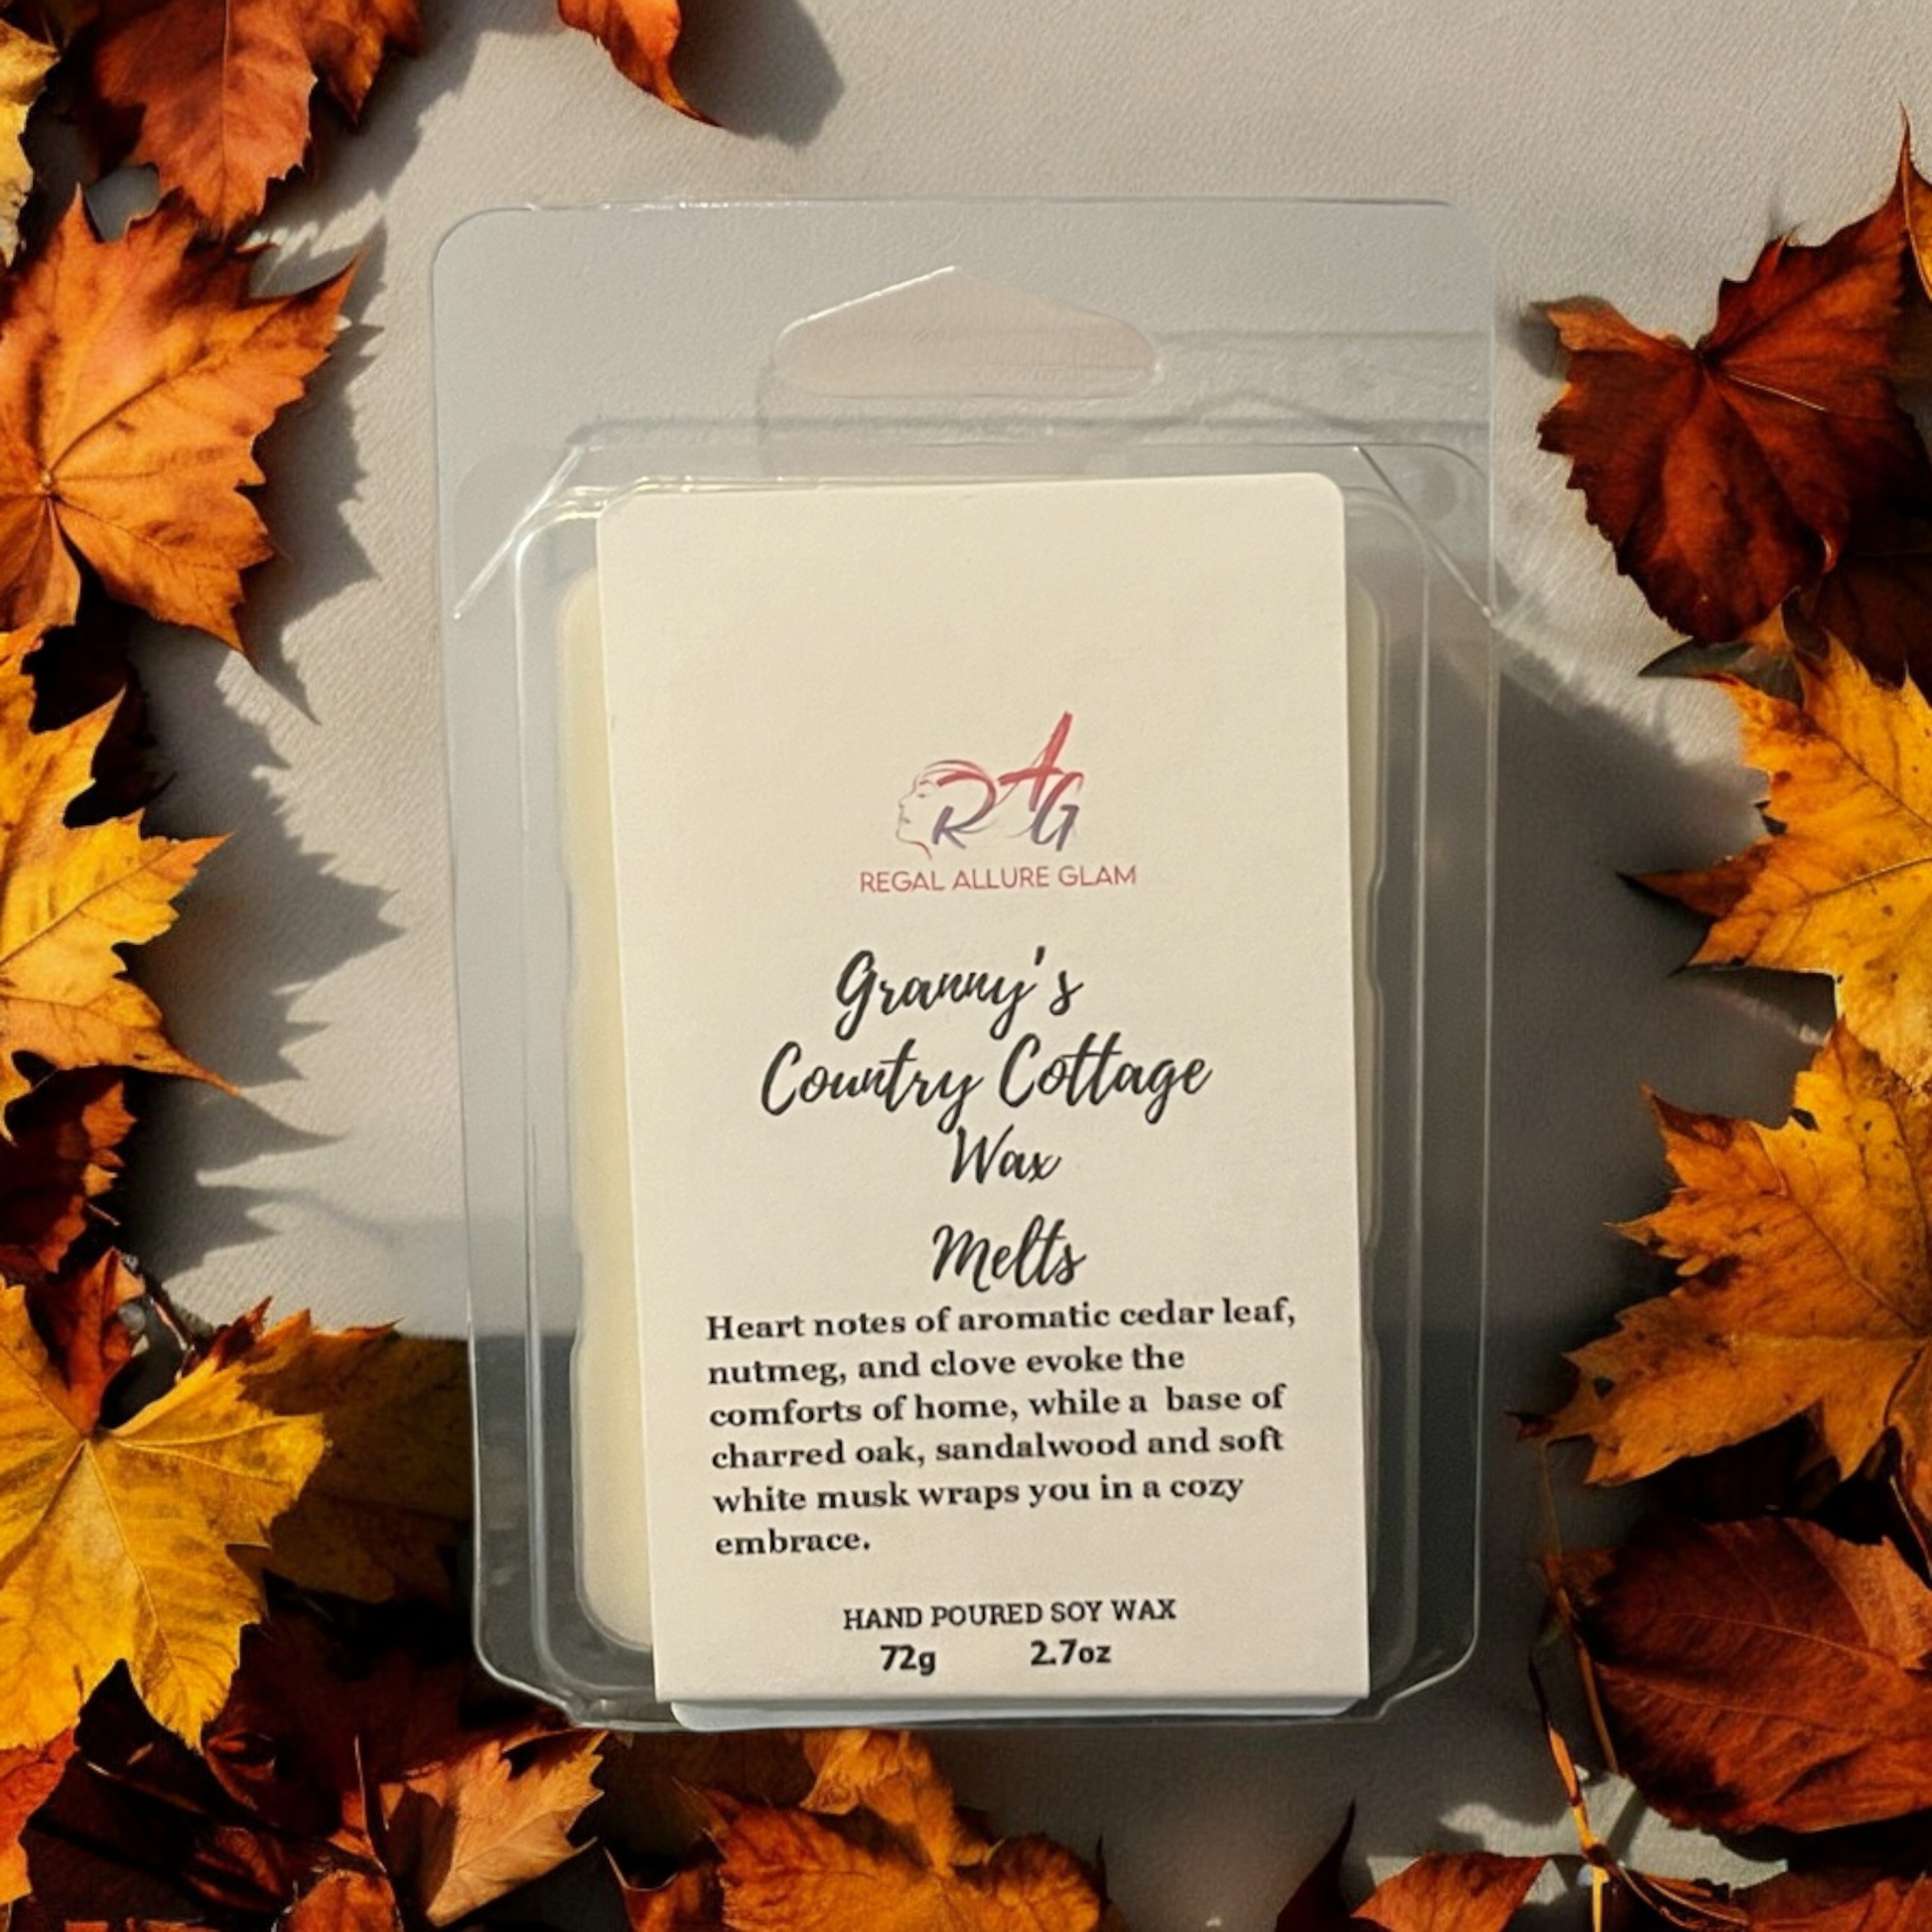 RAG
REGAL ALLURE GLAM
Granny's
Country Cottage
Wax
Melts
Heart notes of aromatic cedar leaf,
nutmeg, and clove evoke the
comforts of home, while a base of
charred oak, sandalwood and soft
white musk wraps you in a cozy
embrace.
HAND POURED SOY WAX
72g 2.7oz